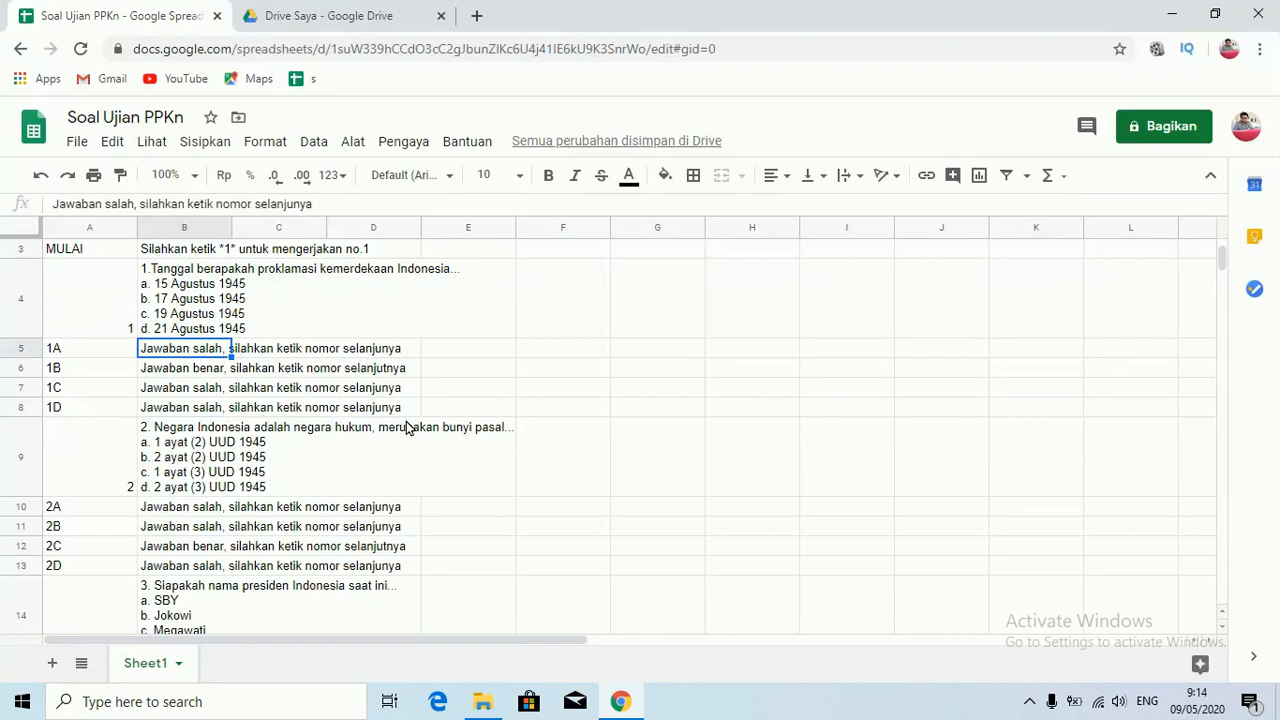 Soal Ujian PPKn - Google Spread
Drive Saya - Google Drive
docs.google.com/spreadsheets/d/1suW339hCCdO3cC2gJbunZlKc6U4j41IE6kU9K3SnrWo/edit#gid=0
Apps
Gmail
YouTube
Maps
s
Soal Ujian PPKn
File
Edit
Lihat
Sisipkan
Format
Data
Alat
Pengaya
Bantuan
Semua perubahan disimpan di Drive
Bagikan
100%
Rp
%
.0
.00
123
Default (Ari...
10
B
I
S
A
fx
Jawaban salah, silahkan ketik nomor selanjunya
A B C D E F G H I J K L
3 MULAI Silahkan ketik *1* untuk mengerjakan no.1
1.Tanggal berapakah proklamasi kemerdekaan Indonesia...
a. 15 Agustus 1945
4 b. 17 Agustus 1945
c. 19 Agustus 1945
1 d. 21 Agustus 1945
5 1A Jawaban salah, silahkan ketik nomor selanjunya
6 1B Jawaban benar, silahkan ketik nomor selanjutnya
7 1C Jawaban salah, silahkan ketik nomor selanjunya
8 1D Jawaban salah, silahkan ketik nomor selanjunya
2. Negara Indonesia adalah negara hukum, merupakan bunyi pasal...
a. 1 ayat (2) UUD 1945
9 b. 2 ayat (2) UUD 1945
c. 1 ayat (3) UUD 1945
2 d. 2 ayat (3) UUD 1945
10 2A Jawaban salah, silahkan ketik nomor selanjunya
11 2B Jawaban salah, silahkan ketik nomor selanjunya
12 2C Jawaban benar, silahkan ketik nomor selanjutnya
13 2D Jawaban salah, silahkan ketik nomor selanjunya
3. Siapakah nama presiden Indonesia saat ini...
a. SBY
14 b. Jokowi
c. Megawati
Activate Windows
Go to Settings to activate Windows.
Sheet1
Type here to search
ENG
9:14
09/05/2020